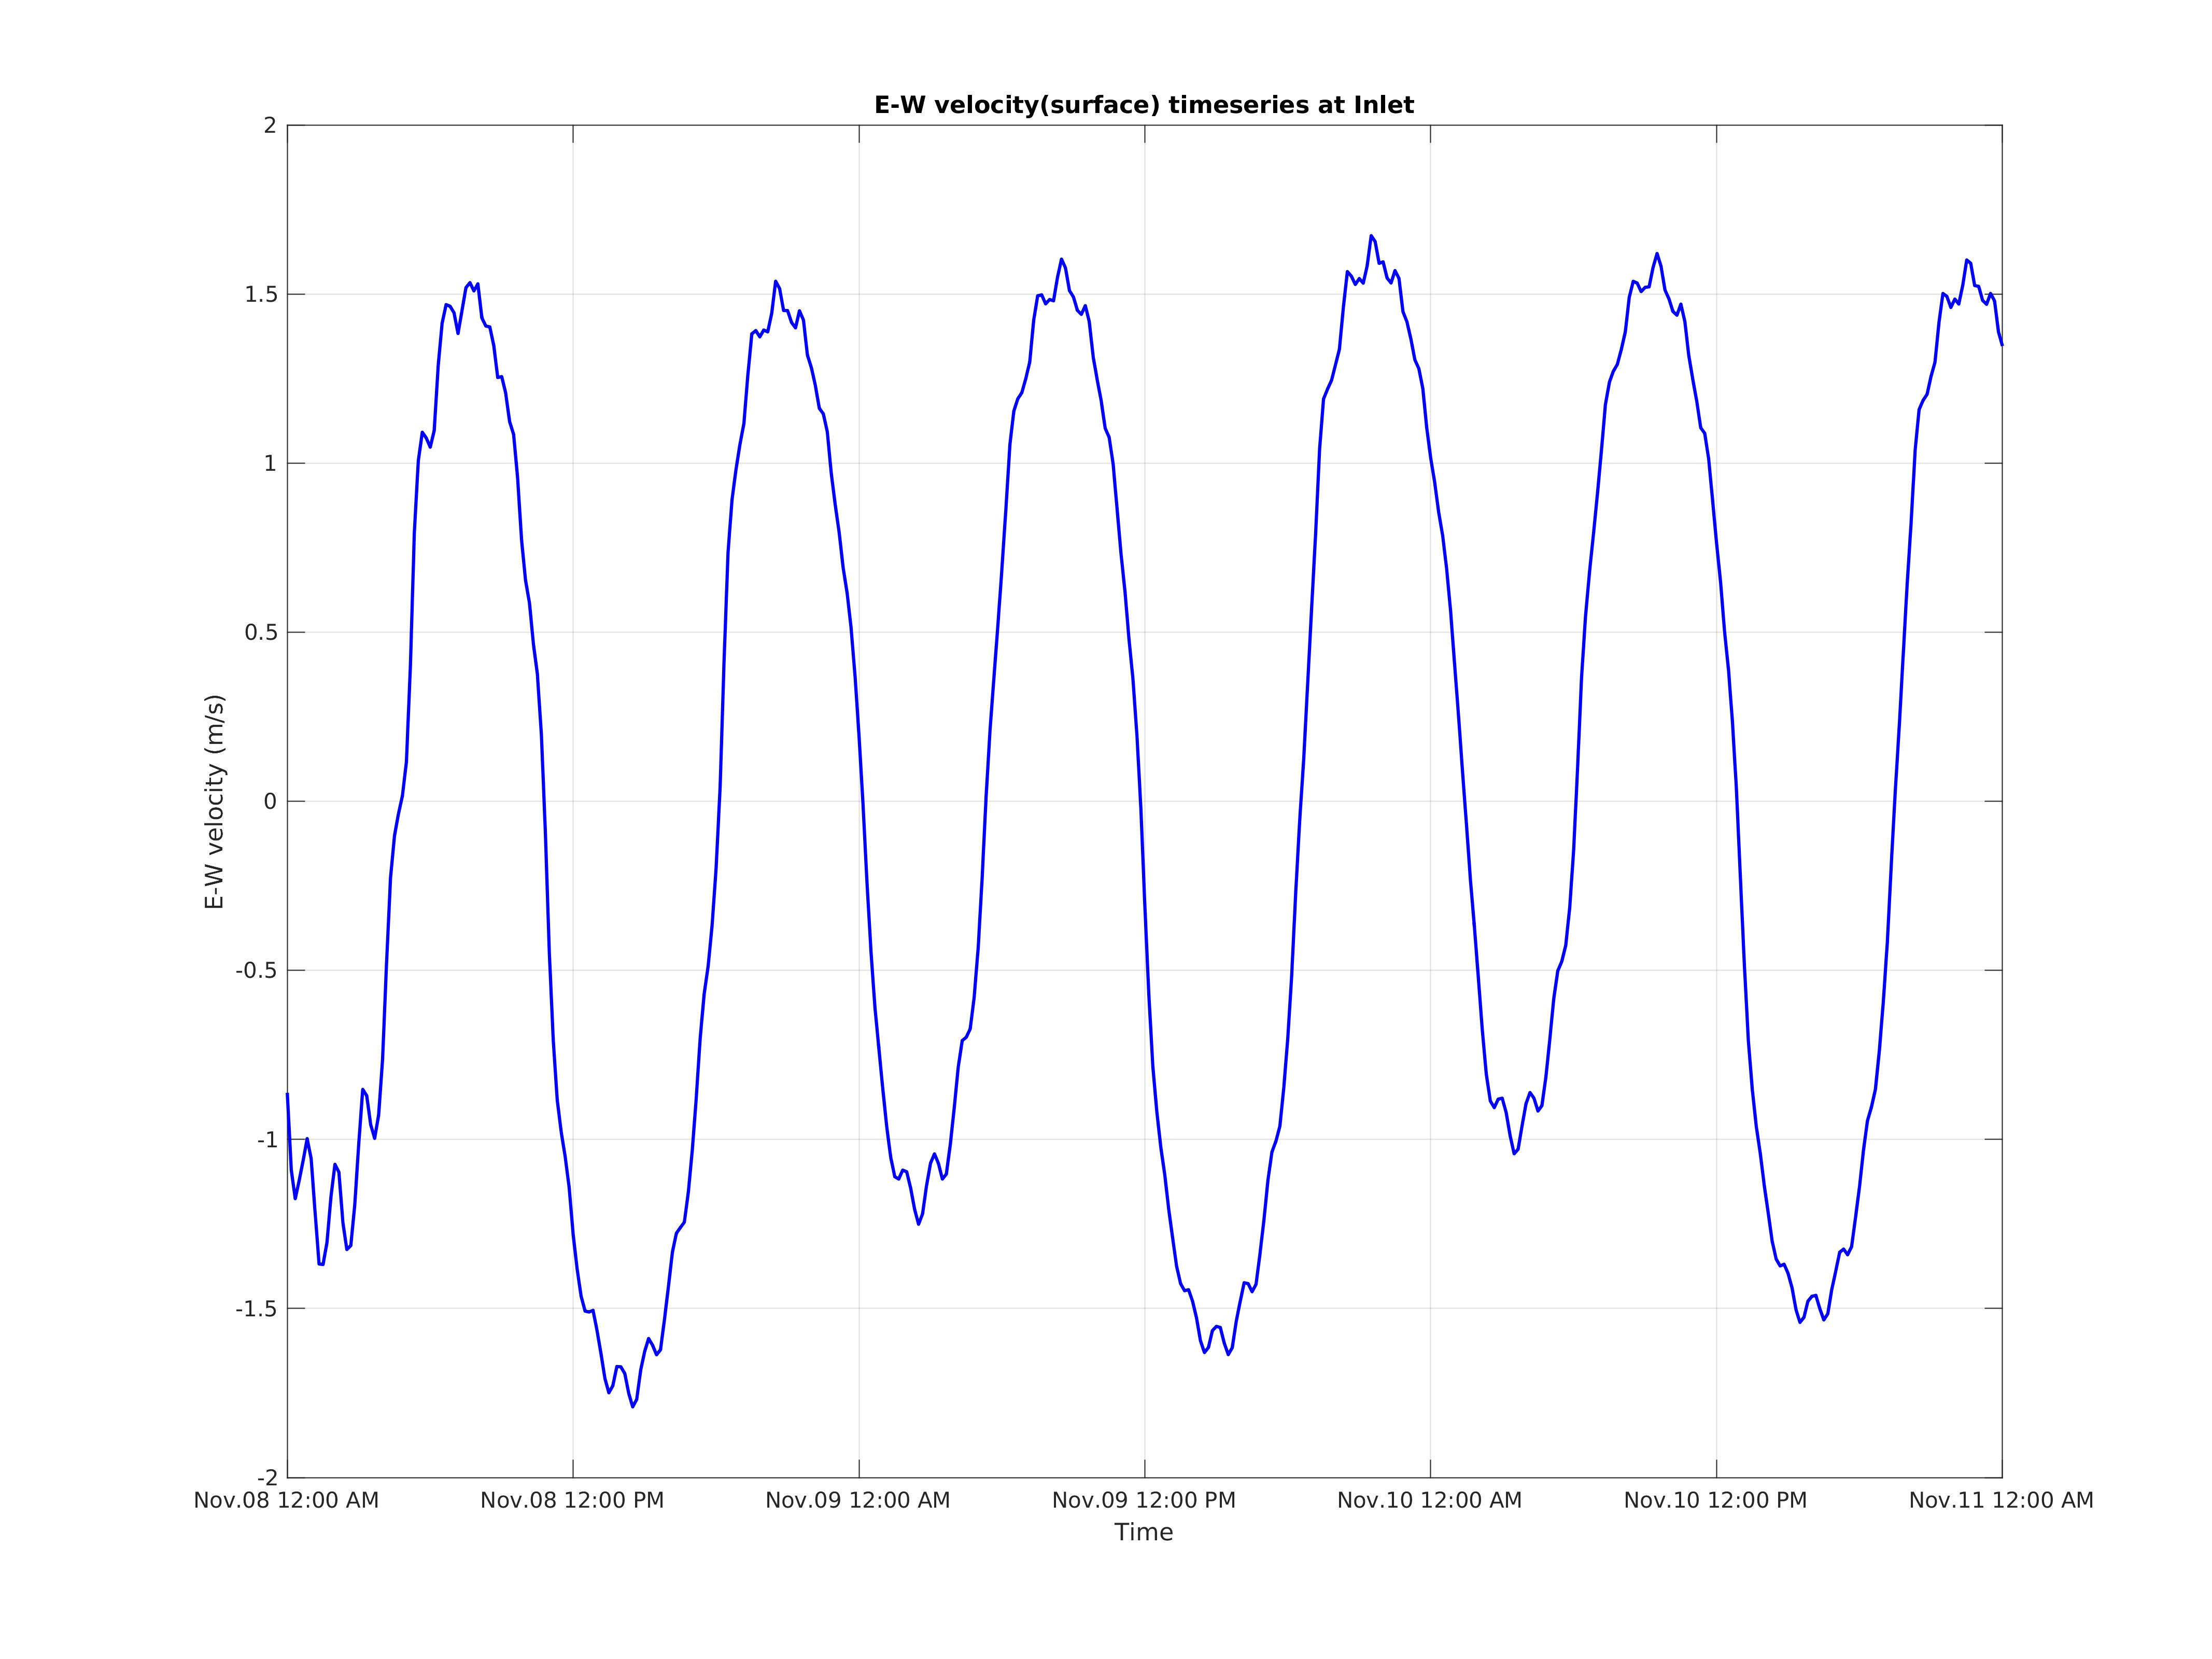 E-W velocity(surface) timeseries at Inlet
2
1.5
1
0.5
0
-0.5
-1
-1.5
-2
E-W velocity (m/s)
Nov.08 12:00 AM Nov.08 12:00 PM Nov.09 12:00 AM Nov.09 12:00 PM Nov.10 12:00 AM Nov.10 12:00 PM Nov.11 12:00 AM
Time